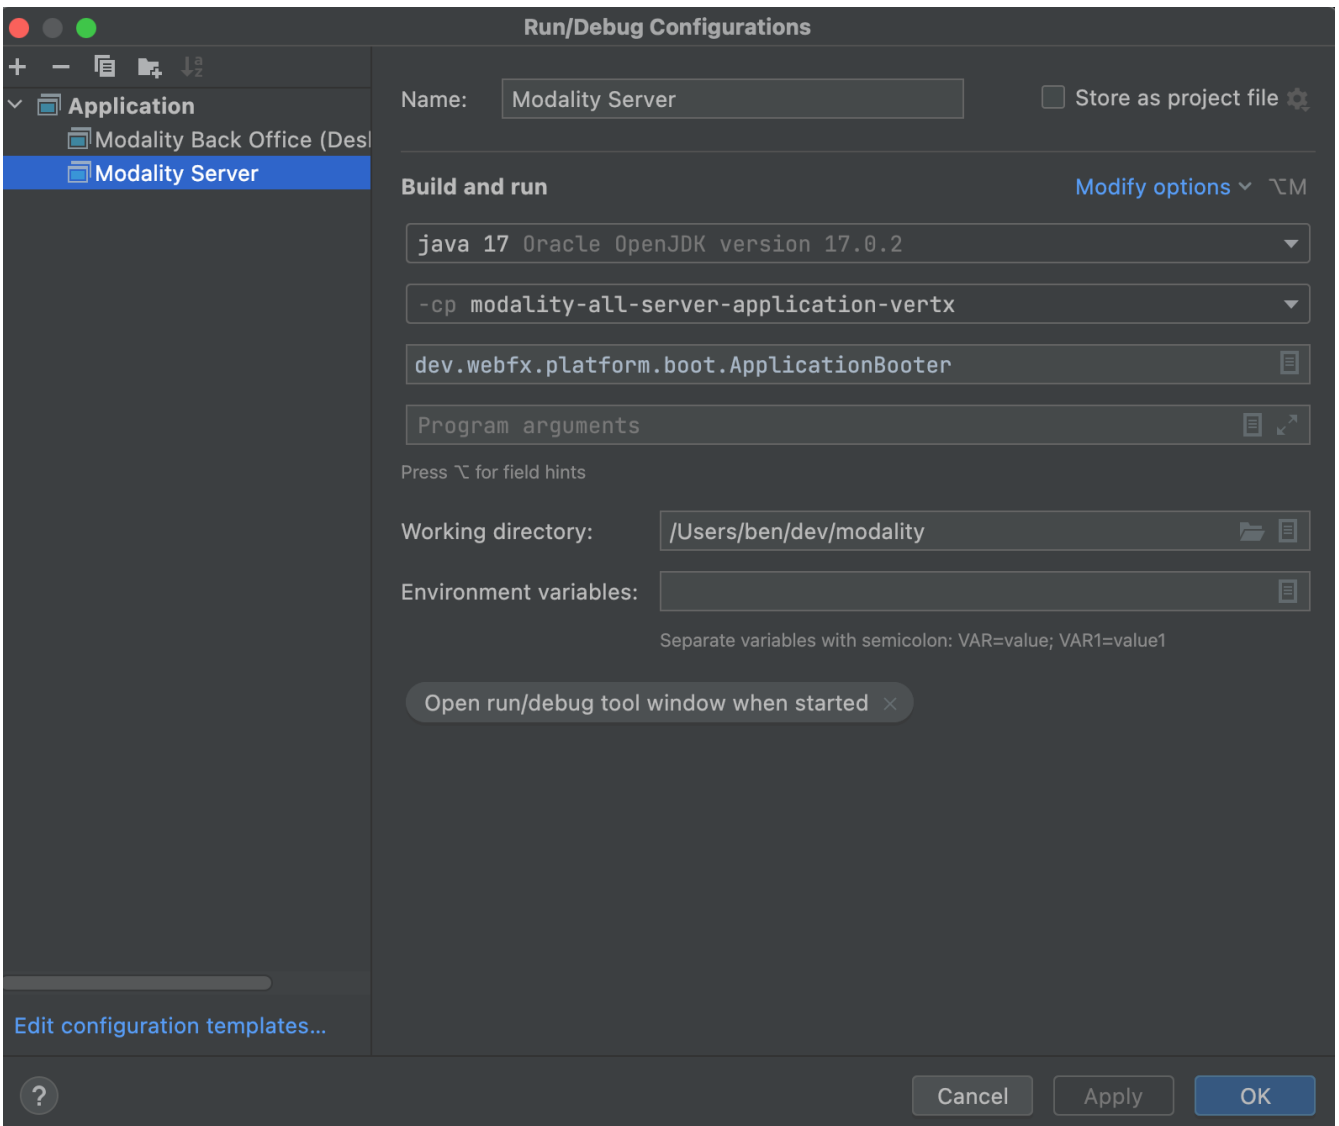 Run/Debug Configurations
Application
Modality Back Office (Des
Modality Server
Edit configuration templates...
Name:
Modality Server
Store as project file
Build and run
Modify options
⌥M
java 17 Oracle OpenJDK version 17.0.2
-cp modality-all-server-application-vertx
dev.webfx.platform.boot.ApplicationBooter
Program arguments
Press ⌥ for field hints
Working directory:
/Users/ben/dev/modality
Environment variables:
Separate variables with semicolon: VAR=value; VAR1=value1
Open run/debug tool window when started
?
Cancel
Apply
OK